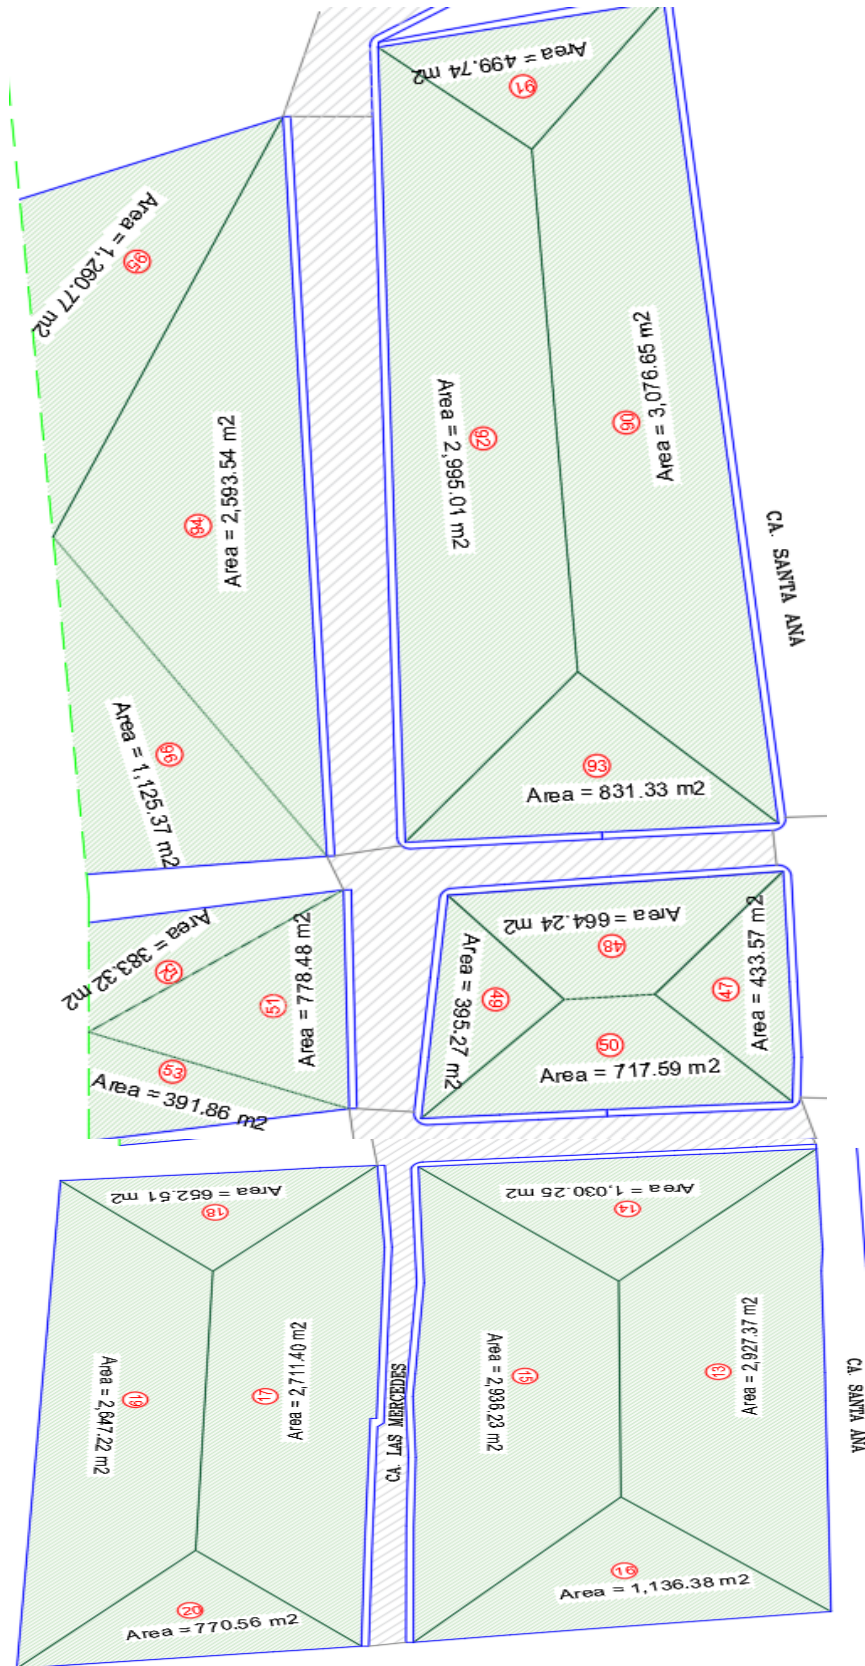 Area = 499.74 m2
91
95
Area = 1,260.77 m2
90
Area = 3,076.65 m2
92
Area = 2,995.01 m2
94
Area = 2,593.54 m2
CA. SANTA ANA
96
Area = 1,125.37 m2
93
Area = 831.33 m2
Area = 383.32 m2
51
Area = 778.48 m2
Area = 664.24 m2
48
49
Area = 395.27 m2
47
Area = 433.57 m2
50
Area = 717.59 m2
53
Area = 391.86 m2
Area = 652.51 m2
18
Area = 1,030.25 m2
14
19
Area = 2,647.22 m2
17
Area = 2,711.40 m2
CA. LAS MERCEDES
15
Area = 2,936.23 m2
13
Area = 2,927.37 m2
CA. SANTA ANA
20
Area = 770.56 m2
16
Area = 1,136.38 m2